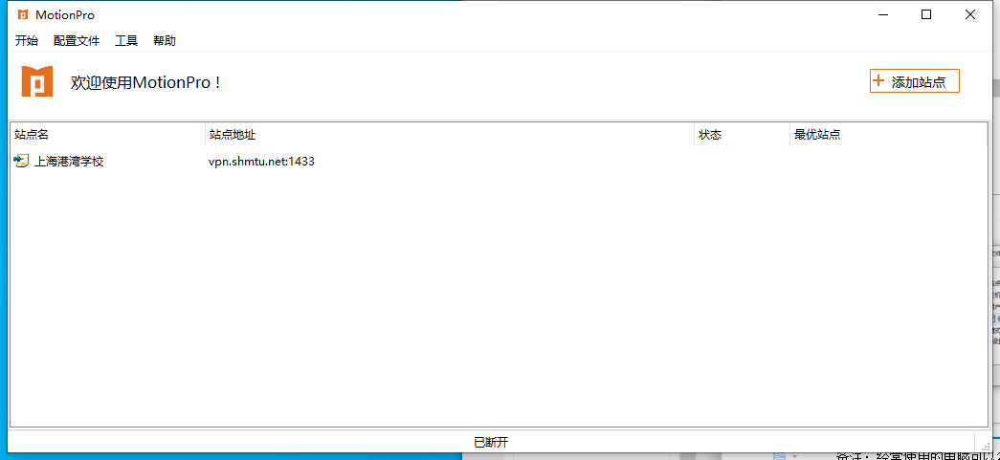 MotionPro
开始 配置文件 工具 帮助
欢迎使用MotionPro！
添加站点
站点名 站点地址 状态 最优站点
上海港湾学校 vpn.shmtu.net:1433
已断开